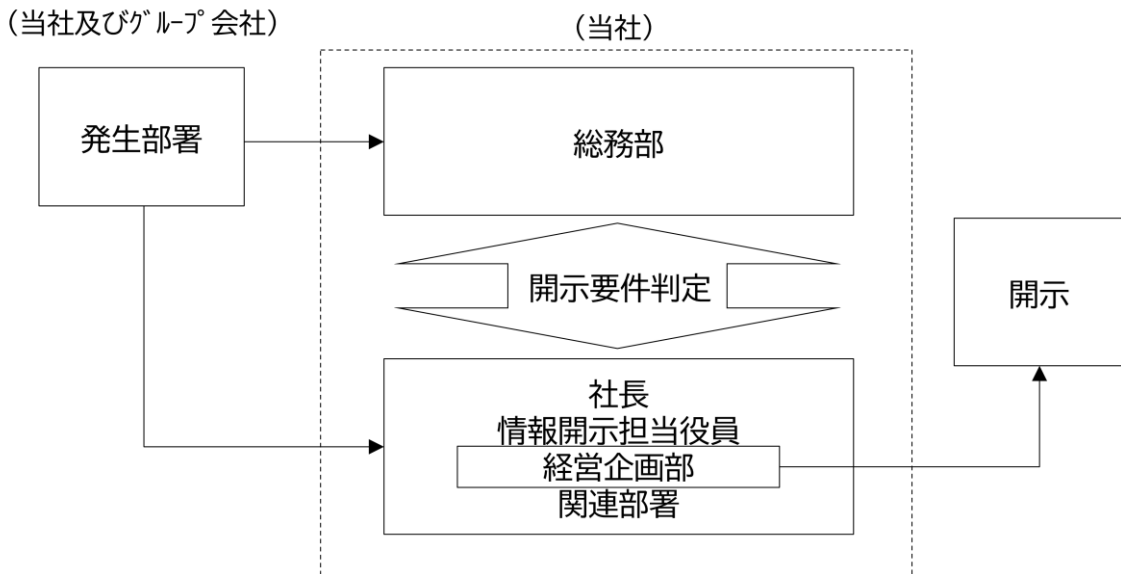 （当社及びｸﾞﾙｰﾌﾟ会社）
（当社）
発生部署
総務部
開示要件判定
開示
社長
情報開示担当役員
経営企画部
関連部署